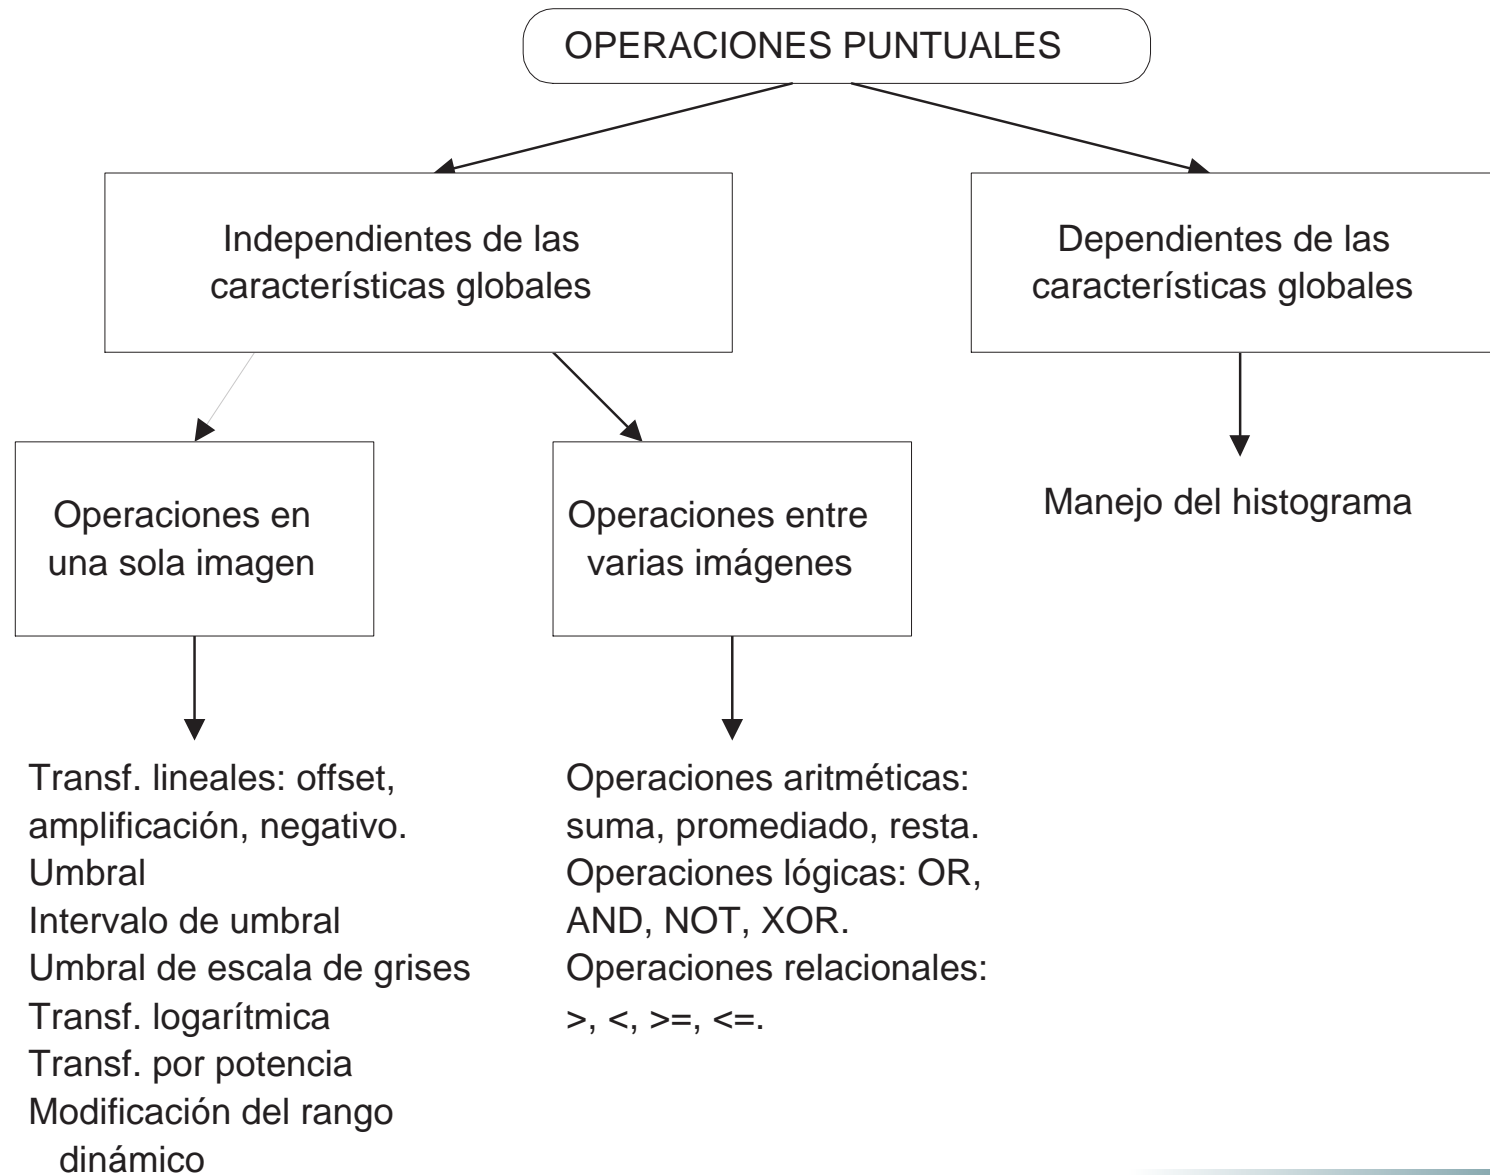 OPERACIONES PUNTUALES
Independientes de las
características globales
Dependientes de las
características globales
Operaciones en
una sola imagen
Operaciones entre
varias imágenes
Manejo del histograma
Transf. lineales: offset,
amplificación, negativo.
Umbral
Intervalo de umbral
Umbral de escala de grises
Transf. logarítmica
Transf. por potencia
Modificación del rango
dinámico
Operaciones aritméticas:
suma, promediado, resta.
Operaciones lógicas: OR,
AND, NOT, XOR.
Operaciones relacionales:
>, <, >=, <=.